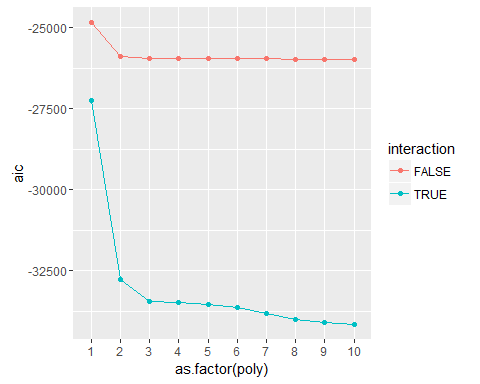 -25000
-27500
-30000
-32500
aic
1 2 3 4 5 6 7 8 9 10
as.factor(poly)
interaction
FALSE
TRUE